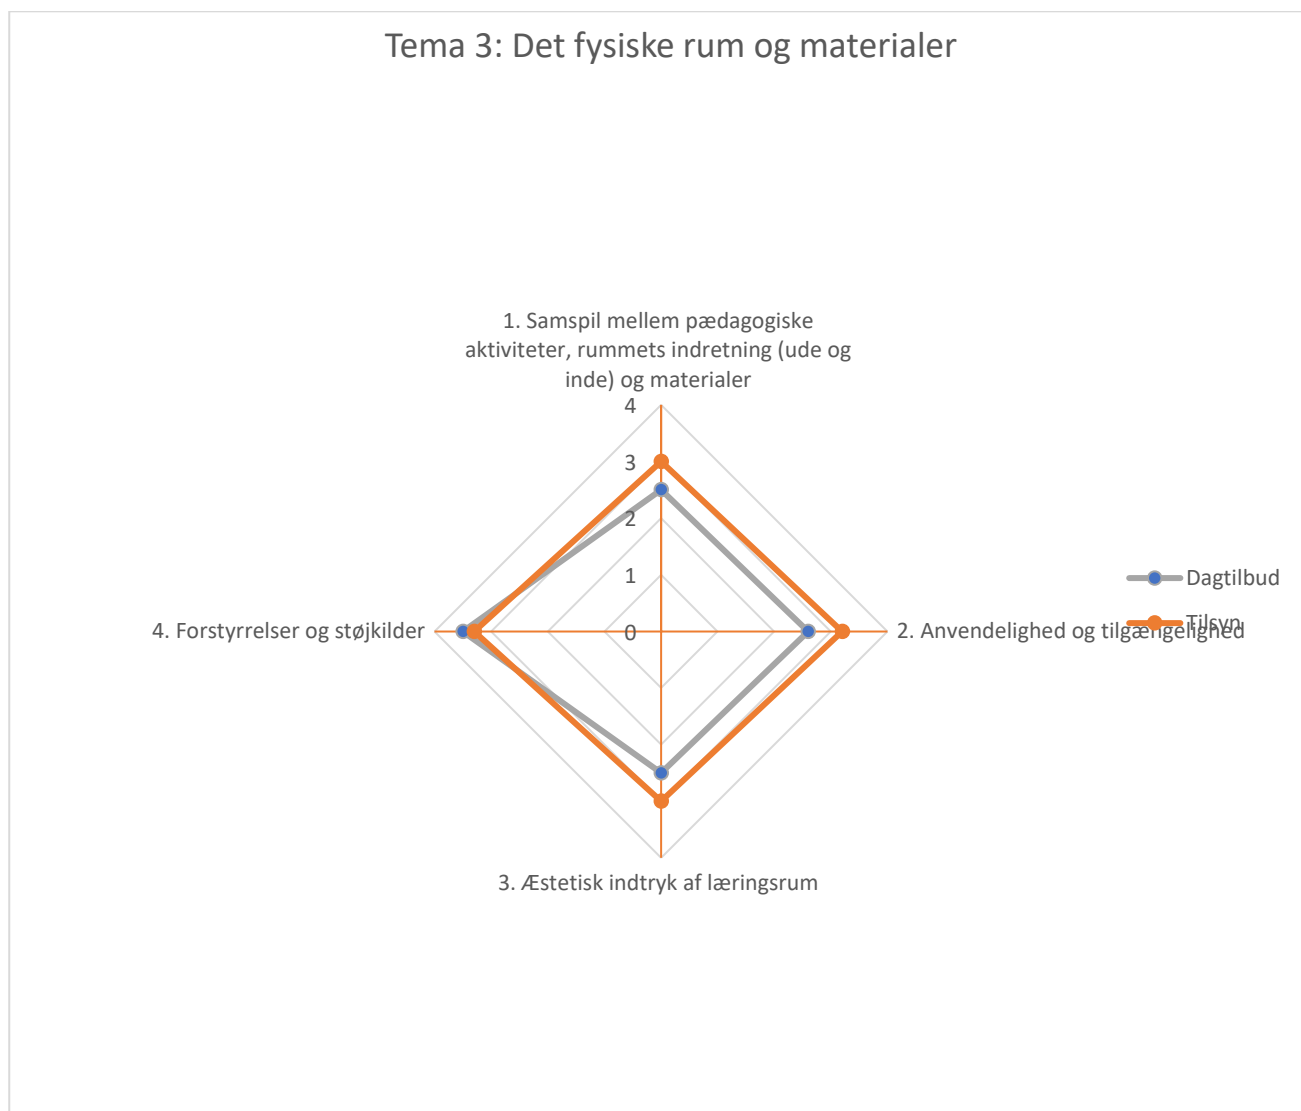 Tema 3: Det fysiske rum og materialer
1. Samspil mellem pædagogiske
aktiviteter, rummets indretning (ude og
inde) og materialer
4
3
2
1
0
4. Forstyrrelser og støjkilder
2. Anvendelighed og tilgængelighed
3. Æstetisk indtryk af læringsrum
Dagtilbud
Tilsyn